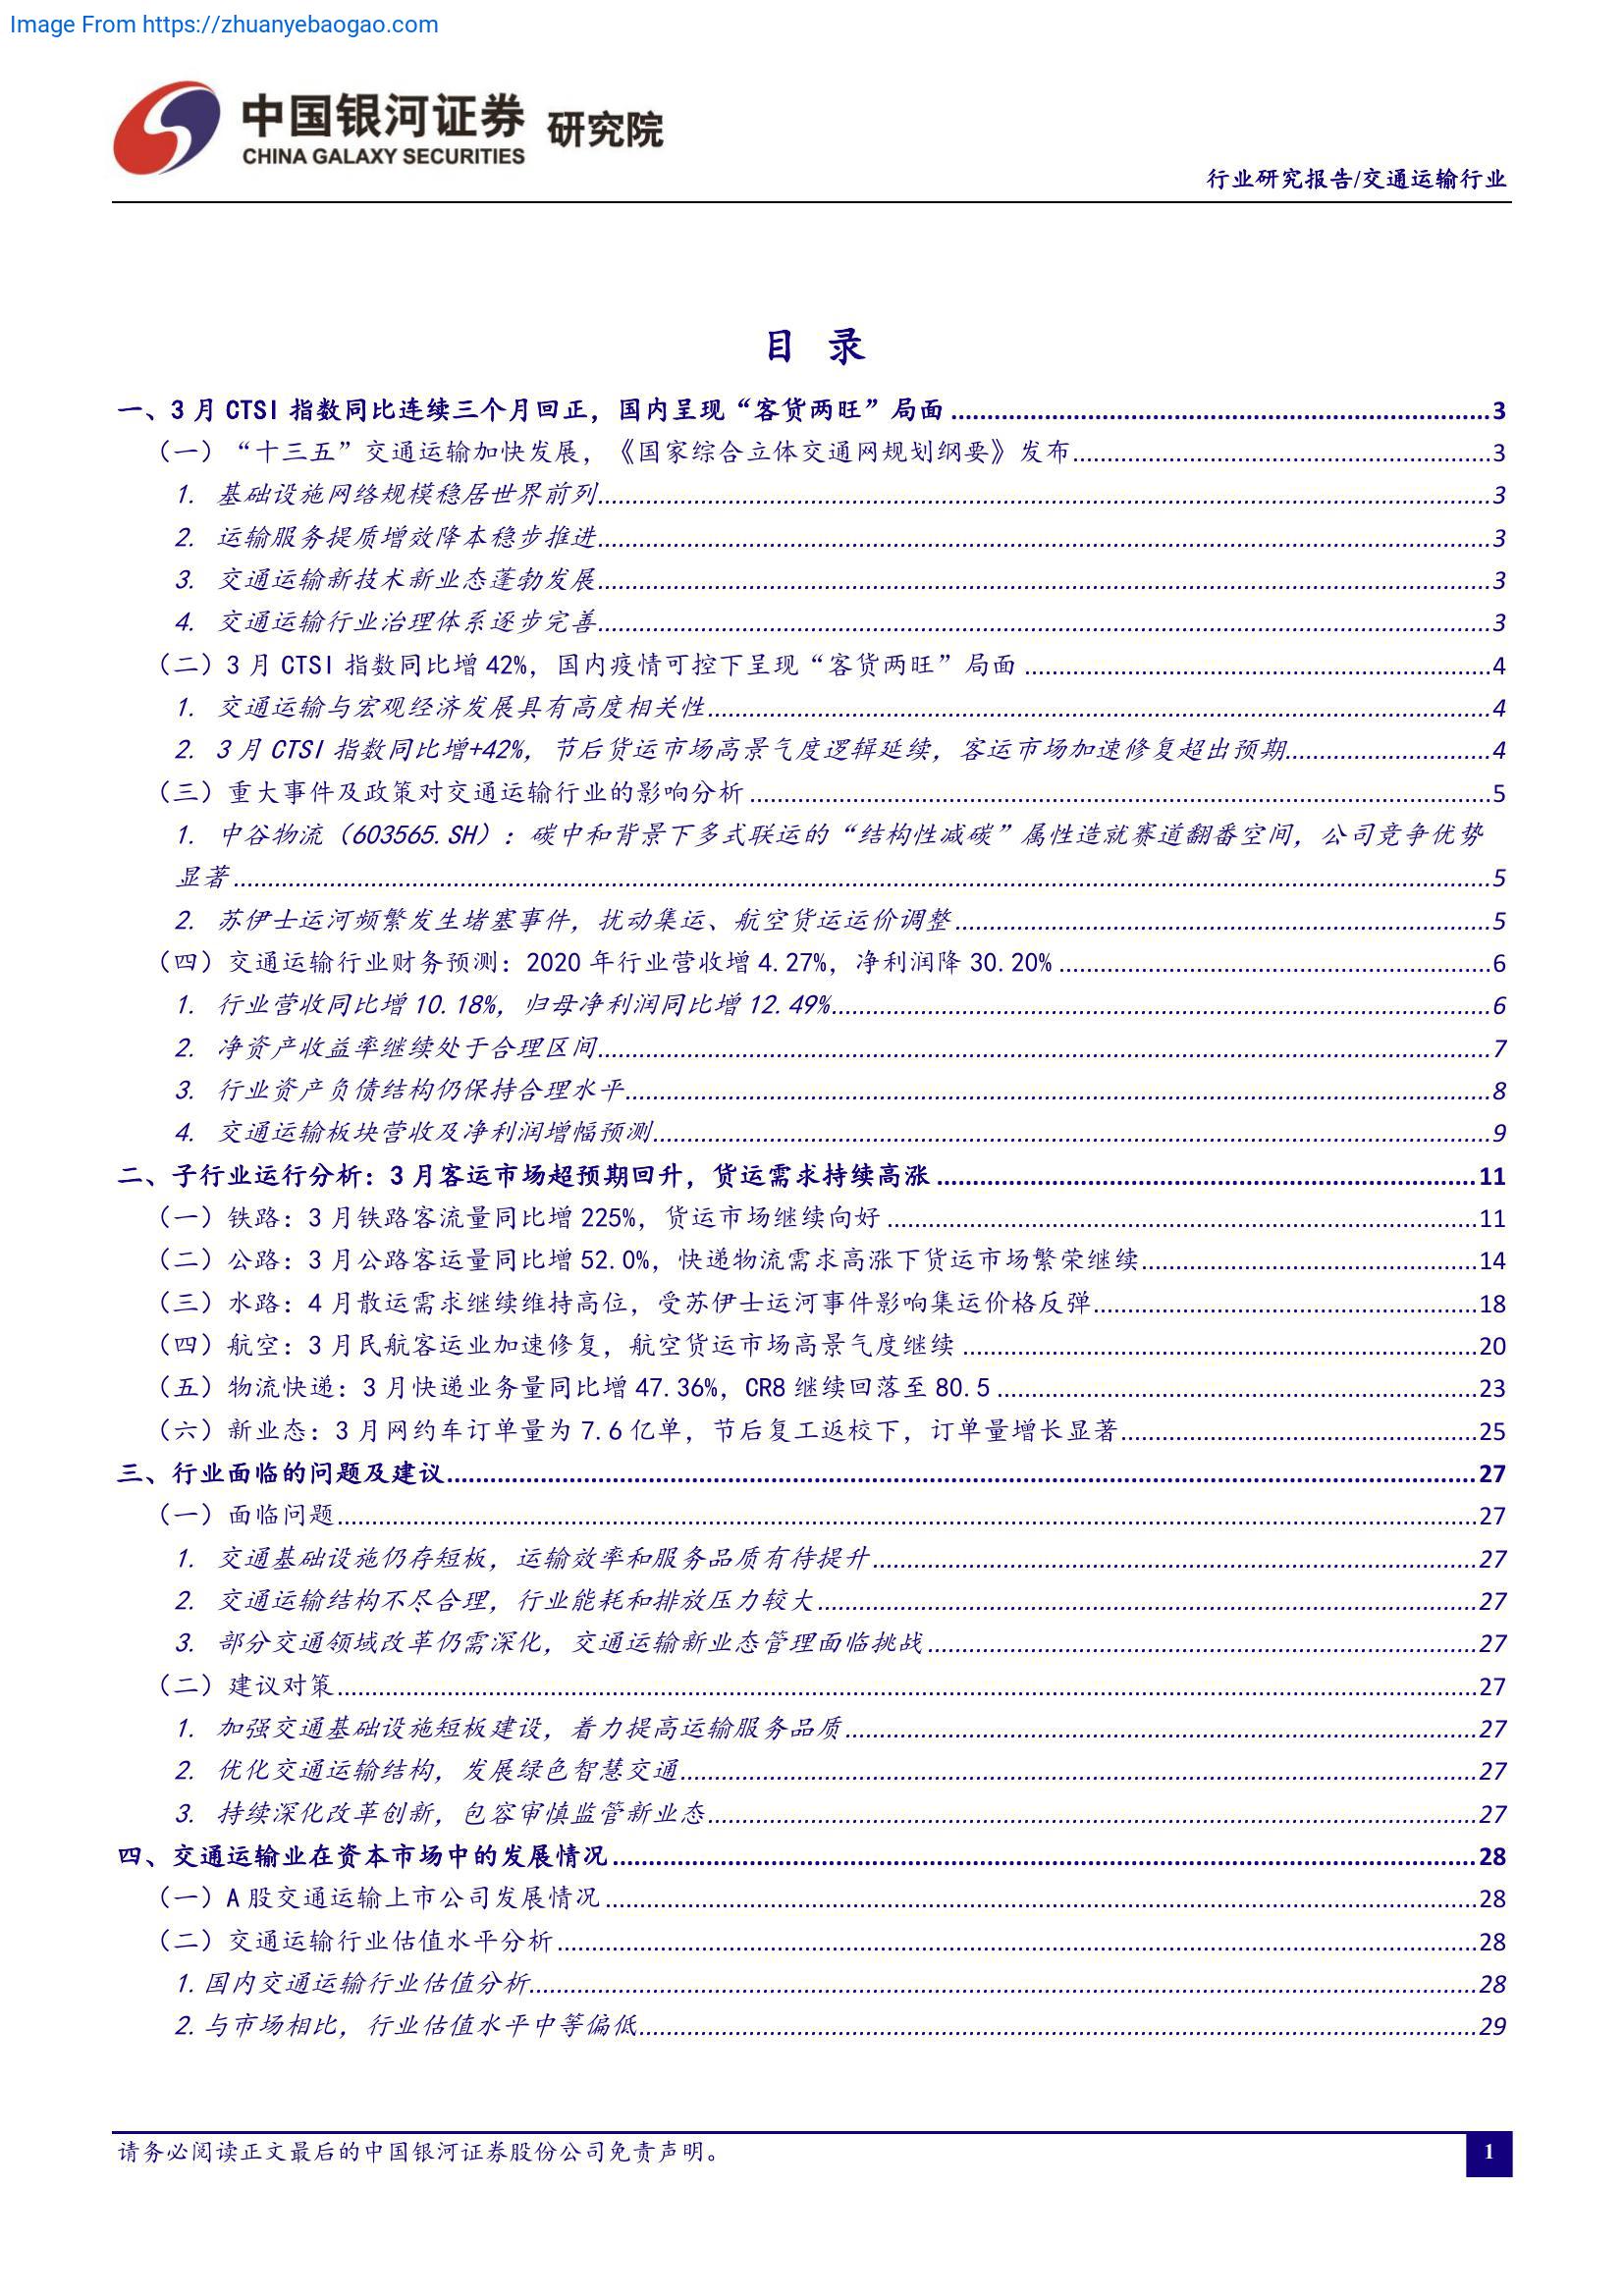 Image From https://zhuanyebaogao.com
中国银河证券 研究院
CHINA GALAXY SECURITIES
行业研究报告/交通运输行业
目 录
一、3 月 CTSI 指数同比连续三个月回正，国内呈现“客货两旺”局面 3
（一）“十三五”交通运输加快发展，《国家综合立体交通网规划纲要》发布 3
1. 基础设施网络规模稳居世界前列 3
2. 运输服务提质增效降本稳步推进 3
3. 交通运输新技术新业态蓬勃发展 3
4. 交通运输行业治理体系逐步完善 3
（二）3 月 CTSI 指数同比增 42%，国内疫情可控下呈现“客货两旺”局面 4
1. 交通运输与宏观经济发展具有高度相关性 4
2. 3 月 CTSI 指数同比增+42%，节后货运市场高景气度逻辑延续，客运市场加速修复超出预期 4
（三）重大事件及政策对交通运输行业的影响分析 5
1. 中谷物流（603565.SH）：碳中和背景下多式联运的“结构性减碳”属性造就赛道翻番空间，公司竞争优势
显著 5
2. 苏伊士运河频繁发生堵塞事件，扰动集运、航空货运运价调整 5
（四）交通运输行业财务预测：2020 年行业营收增 4.27%，净利润降 30.20% 6
1. 行业营收同比增 10.18%，归母净利润同比增 12.49% 6
2. 净资产收益率继续处于合理区间 7
3. 行业资产负债结构仍保持合理水平 8
4. 交通运输板块营收及净利润增幅预测 9
二、子行业运行分析：3 月客运市场超预期回升，货运需求持续高涨 11
（一）铁路：3 月铁路客流量同比增 225%，货运市场继续向好 11
（二）公路：3 月公路客运量同比增 52.0%，快递物流需求高涨下货运市场繁荣继续 14
（三）水路：4 月散运需求继续维持高位，受苏伊士运河事件影响集运价格反弹 18
（四）航空：3 月民航客运业加速修复，航空货运市场高景气度继续 20
（五）物流快递：3 月快递业务量同比增 47.36%，CR8 继续回落至 80.5 23
（六）新业态：3 月网约车订单量为 7.6 亿单，节后复工返校下，订单量增长显著 25
三、行业面临的问题及建议 27
（一）面临问题 27
1. 交通基础设施仍存短板，运输效率和服务品质有待提升 27
2. 交通运输结构不尽合理，行业能耗和排放压力较大 27
3. 部分交通领域改革仍需深化，交通运输新业态管理面临挑战 27
（二）建议对策 27
1. 加强交通基础设施短板建设，着力提高运输服务品质 27
2. 优化交通运输结构，发展绿色智慧交通 27
3. 持续深化改革创新，包容审慎监管新业态 27
四、交通运输业在资本市场中的发展情况 28
（一）A 股交通运输上市公司发展情况 28
（二）交通运输行业估值水平分析 28
1.国内交通运输行业估值分析 28
2.与市场相比，行业估值水平中等偏低 29
请务必阅读正文最后的中国银河证券股份公司免责声明。
1